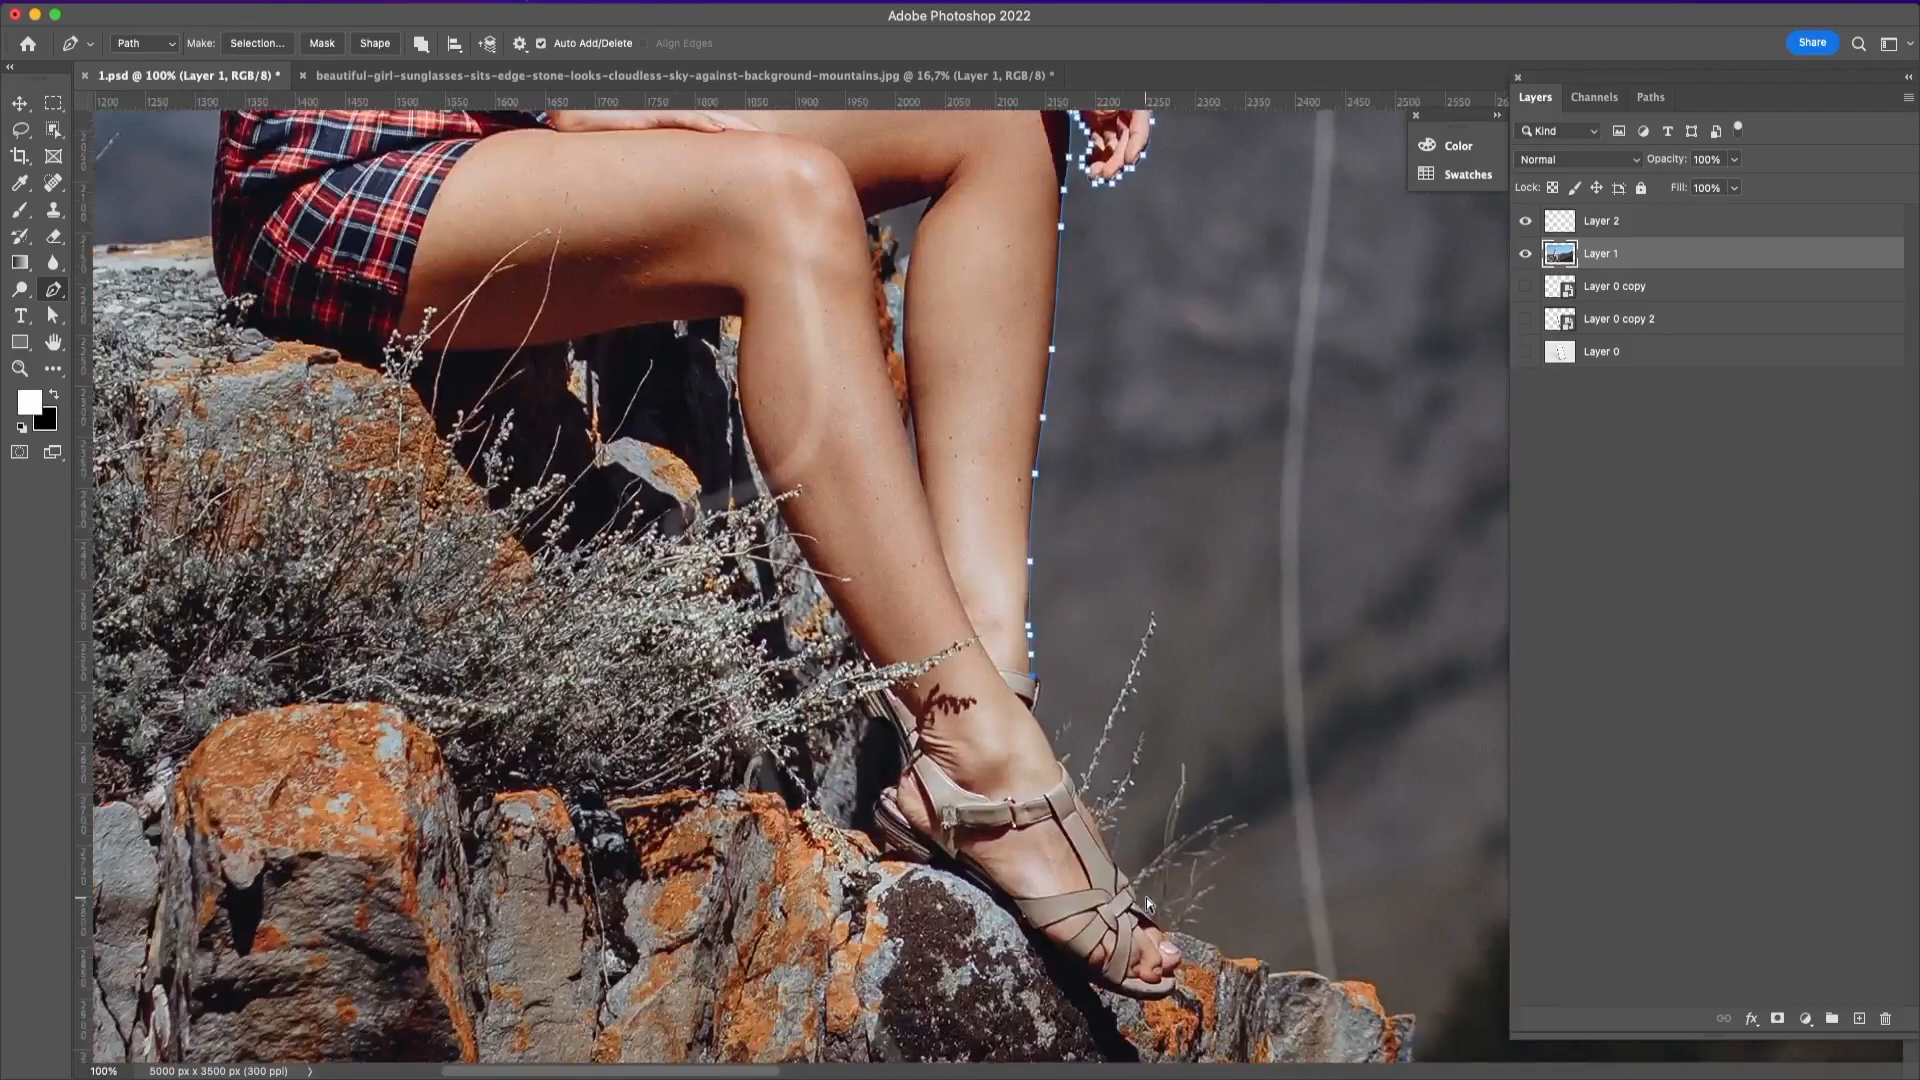 Adobe Photoshop 2022
Path Make: Selection... Mask Shape Auto Add/Delete Align Edges Share
1.psd @ 100% (Layer 1, RGB/8) * beautiful-girl-sunglasses-sits-edge-stone-looks-cloudless-sky-against-background-mountains.jpg @ 16,7% (Layer 1, RGB/8) *
1200 1250 1300 1350 1400 1450 1500 1550 1600 1650 1700 1750 1800 1850 1900 1950 2000 2050 2100 2150 2200 2250 2300 2350 2400 2450 2500 2550
Layers Channels Paths
Kind
Color
Swatches
Normal Opacity: 100%
Lock: Fill: 100%
Layer 2
Layer 1
Layer 0 copy
Layer 0 copy 2
Layer 0
fx
100% 5000 px x 3500 px (300 ppi)